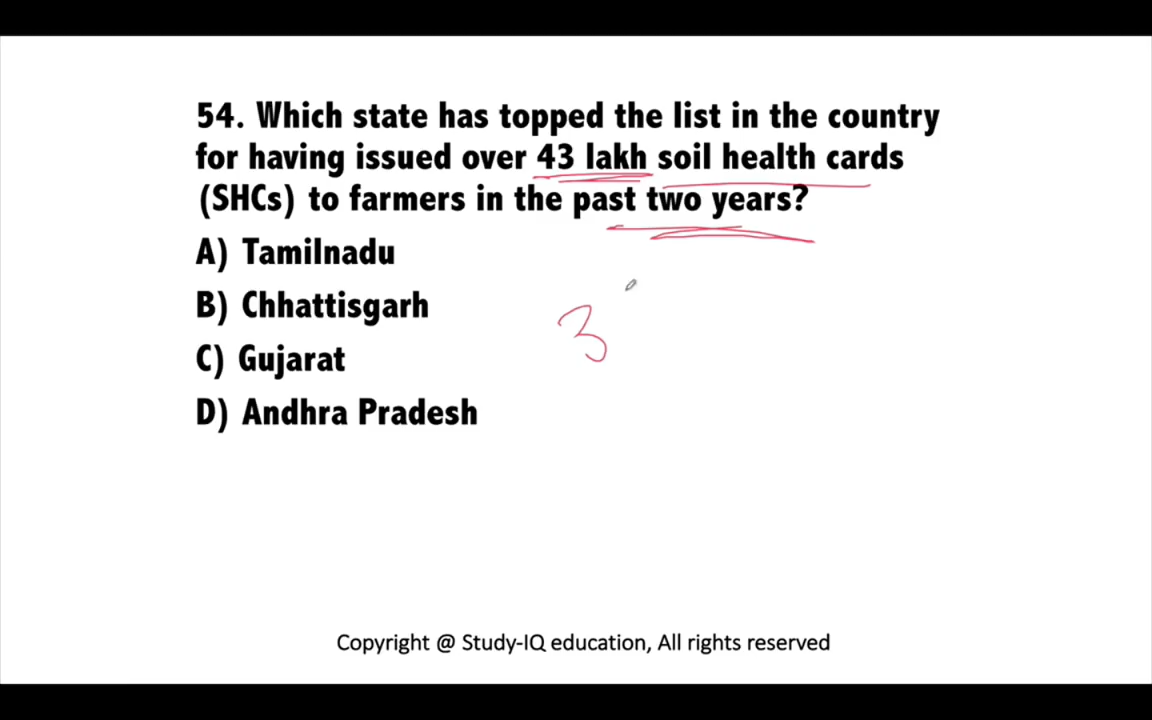 54. Which state has topped the list in the country
for having issued over 43 lakh soil health cards
(SHCs) to farmers in the past two years?
A) Tamilnadu
B) Chhattisgarh
3
C) Gujarat
D) Andhra Pradesh
Copyright @ Study-IQ education, All rights reserved